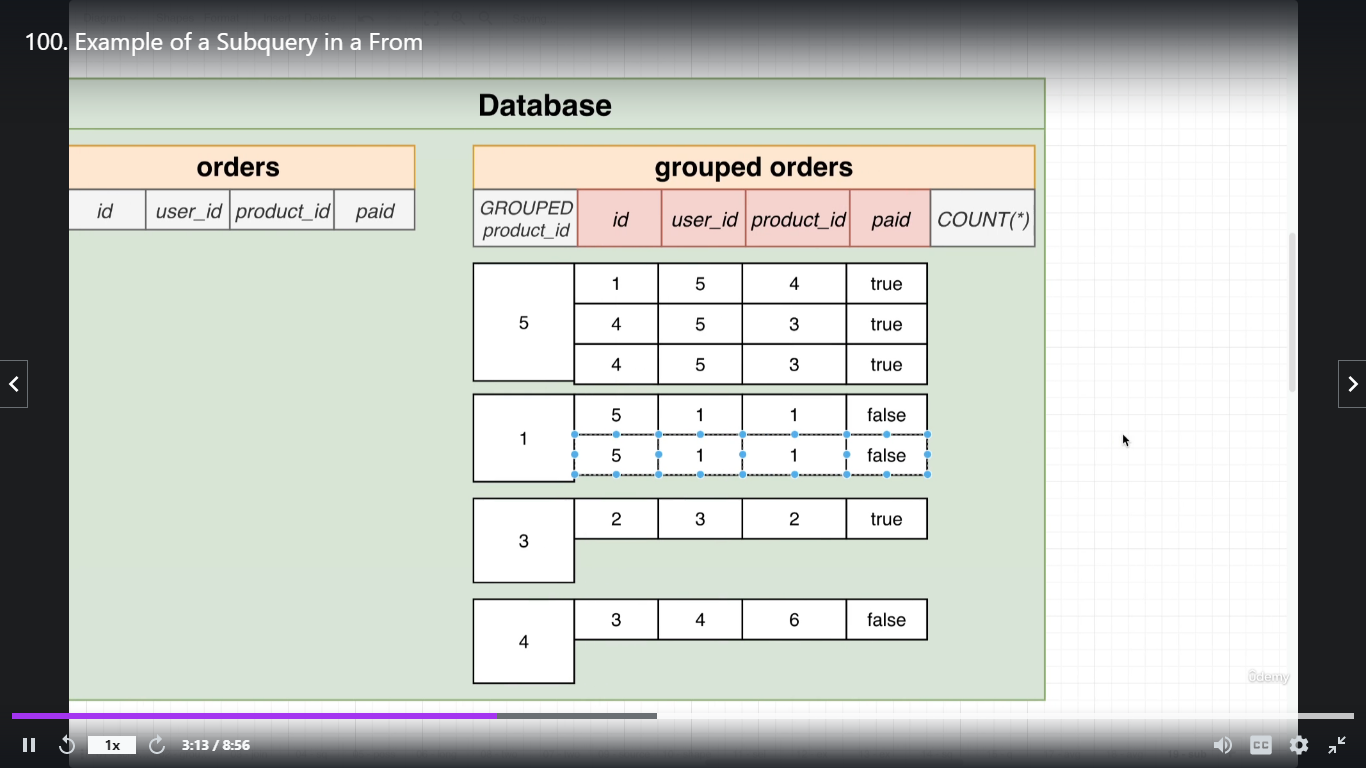 100. Example of a Subquery in a From
Database
orders
id user_id product_id paid
grouped orders
GROUPED product_id id user_id product_id paid COUNT(*)
5
1 5 4 true
4 5 3 true
4 5 3 true
1
5 1 1 false
5 1 1 false
3
2 3 2 true
4
3 4 6 false
ûdemy
1x 3:13 / 8:56
CC